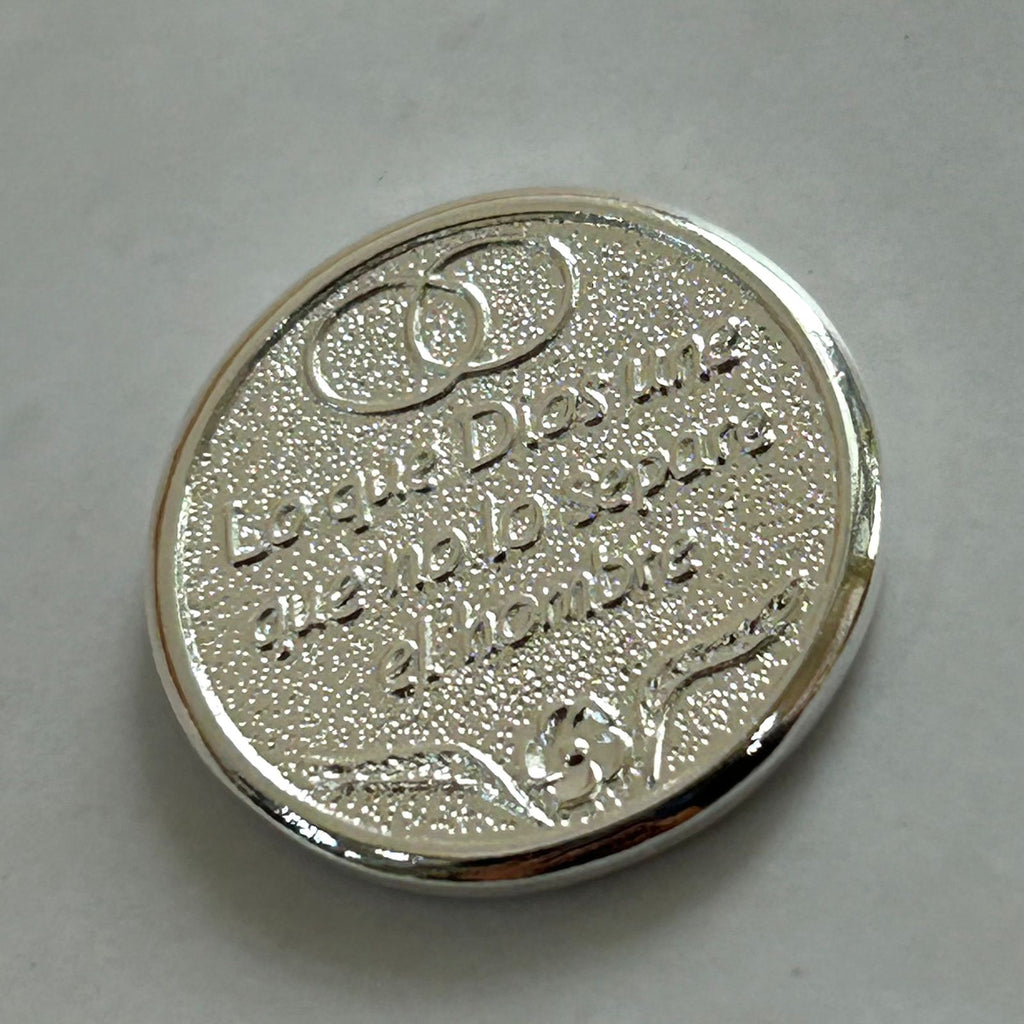 Lo que Dios une
que no lo separe
el hombre